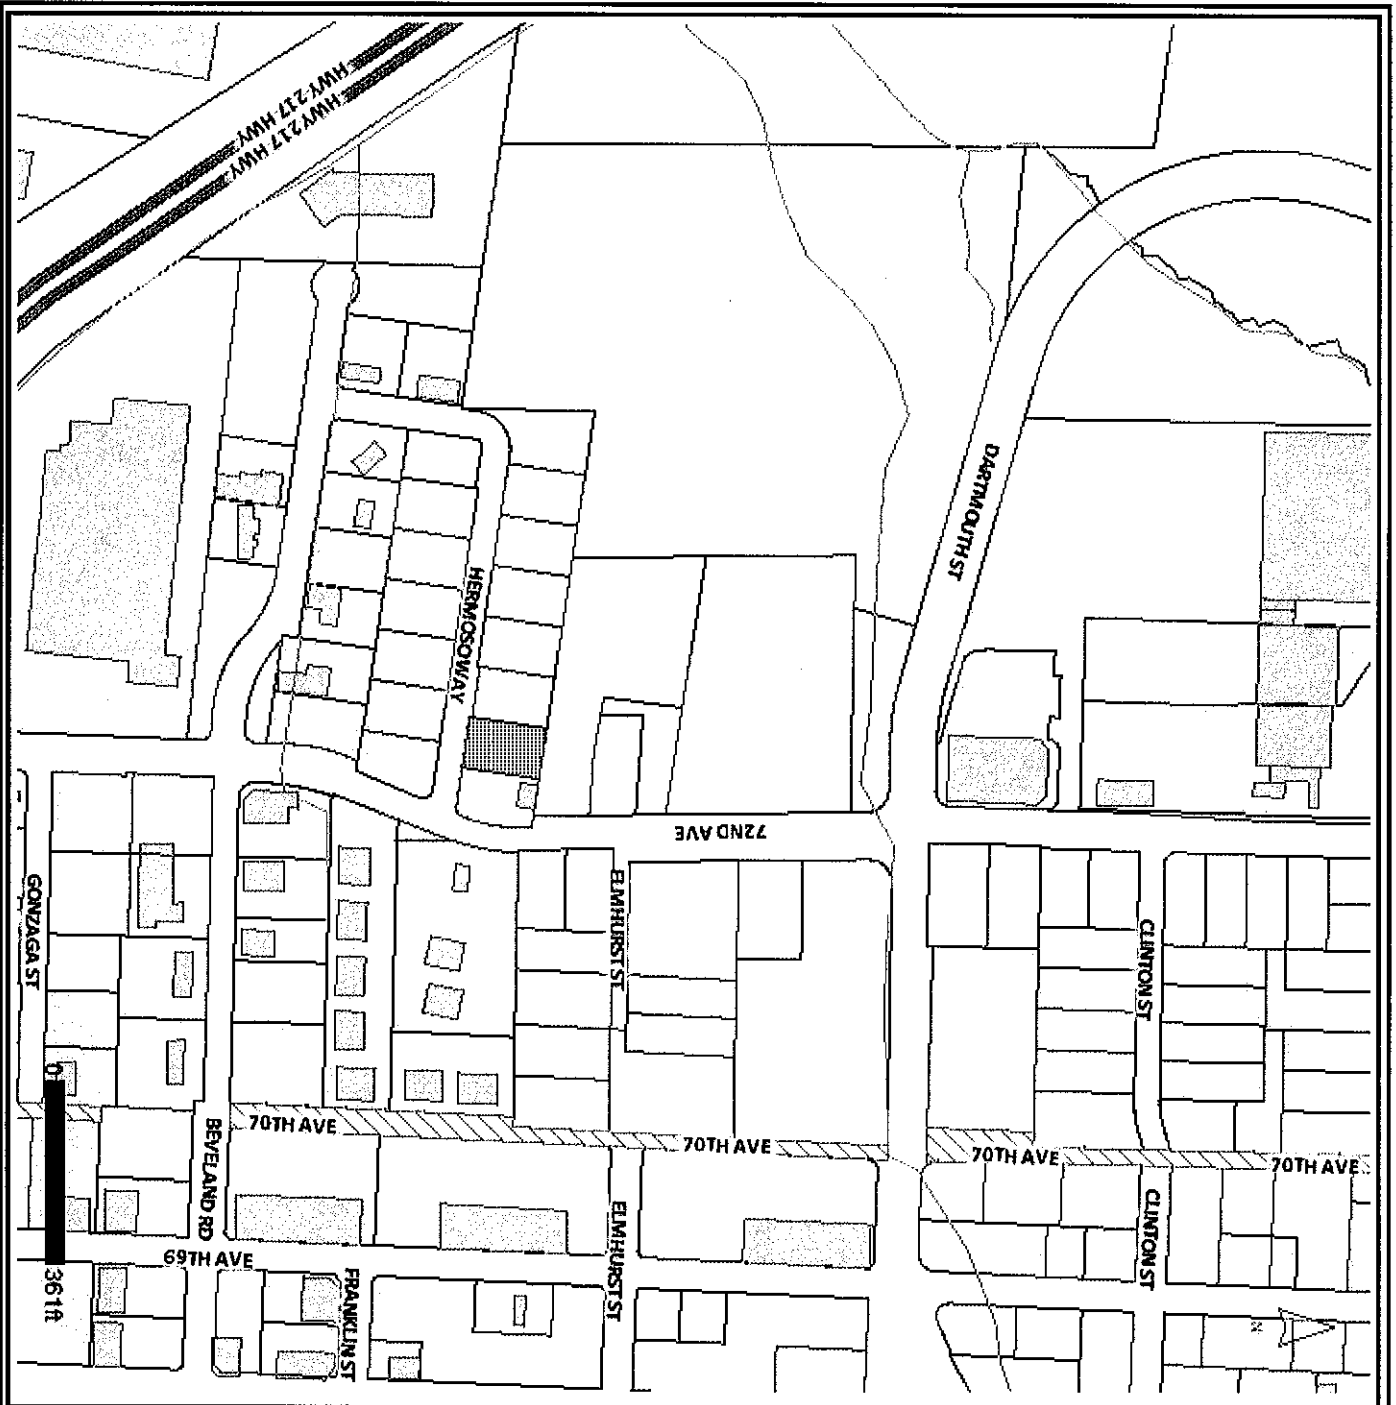 HWY 217 HWY
HWY 217 HWY
DARTMOUTH ST
HERMOSO WAY
72ND AVE
GONZAGA ST
ELMHURST ST
CLINTON ST
0
361ft
BEVELAND RD
70TH AVE
70TH AVE
70TH AVE
70TH AVE
69TH AVE
FRANKLIN ST
ELMHURST ST
CLINTON ST
N